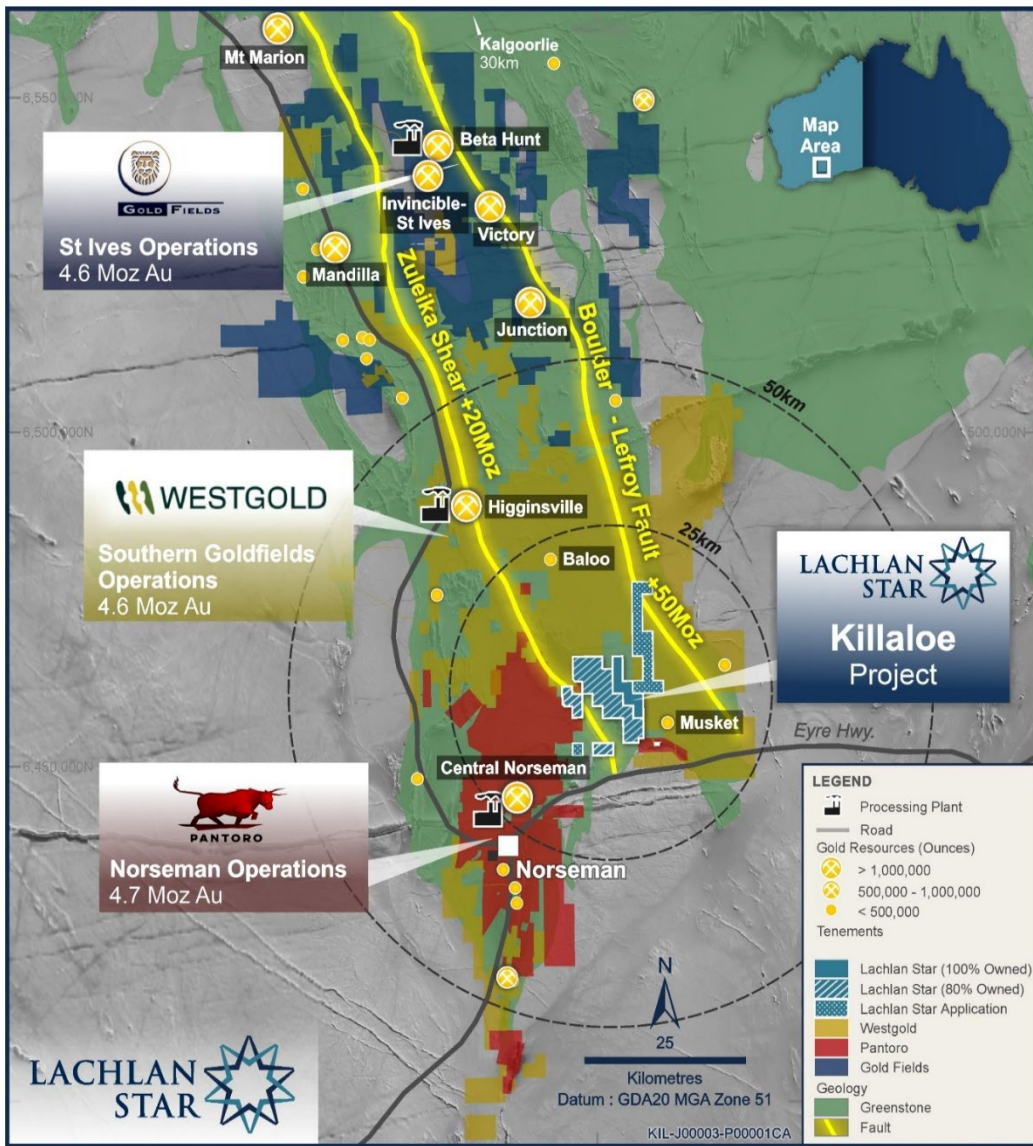 Mt Marion
Kalgoorlie
30km
6,550,000N
Map
Area
GOLD FIELDS
St Ives Operations
4.6 Moz Au
Beta Hunt
Invincible-
St Ives
Victory
Mandilla
Junction
Zuleika Shear +20Moz
Boulder - Lefroy Fault +50Moz
50km
25km
6,500,000N
500,000N
WESTGOLD
Southern Goldfields
Operations
4.6 Moz Au
Higginsville
Baloo
LACHLAN
STAR
Killaloe
Project
Musket
Eyre Hwy.
6,450,000N
Central Norseman
PANTORO
Norseman Operations
4.7 Moz Au
Norseman
LEGEND
Processing Plant
Road
Gold Resources (Ounces)
> 1,000,000
500,000 - 1,000,000
< 500,000
Tenements
Lachlan Star (100% Owned)
Lachlan Star (80% Owned)
Lachlan Star Application
Westgold
Pantoro
Gold Fields
Geology
Greenstone
Fault
N
25
Kilometres
Datum : GDA20 MGA Zone 51
KIL-J00003-P00001CA
LACHLAN
STAR